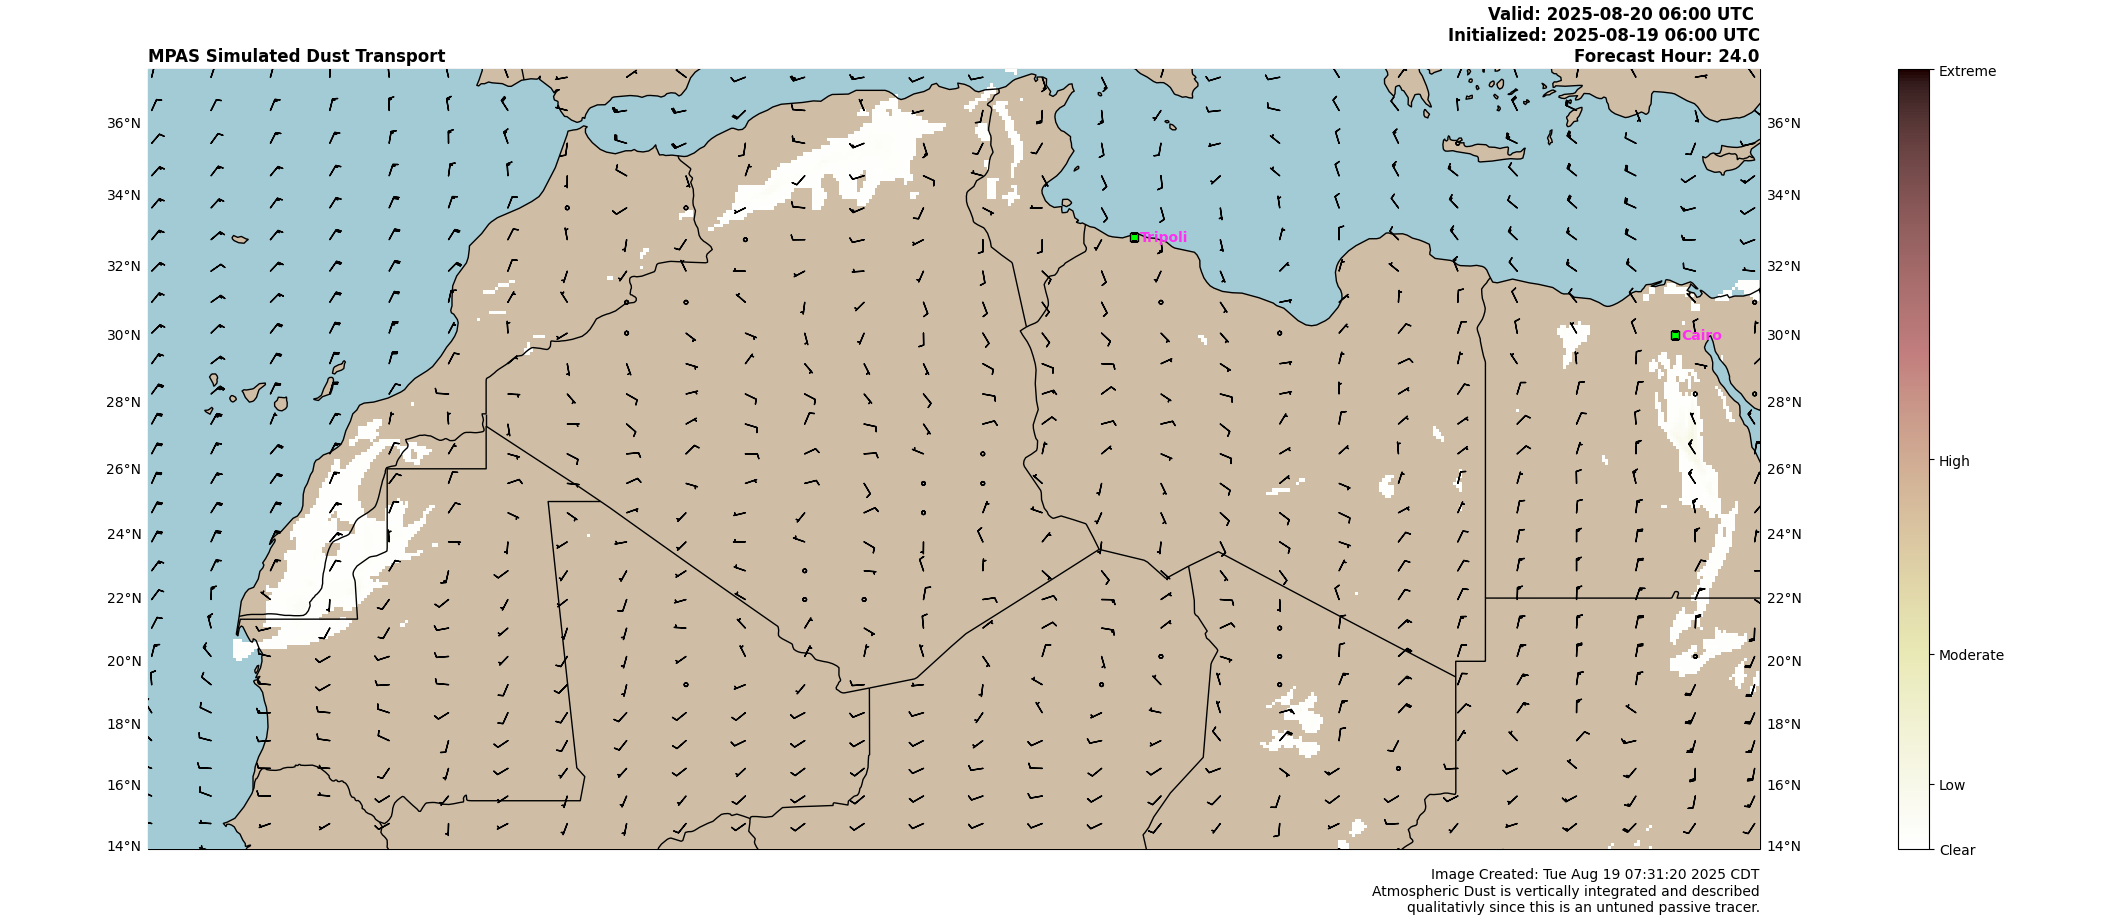 Valid: 2025-08-20 06:00 UTC
Initialized: 2025-08-19 06:00 UTC
MPAS Simulated Dust Transport
Forecast Hour: 24.0
Extreme
36°N
36°N
34°N
34°N
Tripoli
32°N
32°N
30°N
Cairo
30°N
28°N
28°N
26°N
26°N
High
24°N
24°N
22°N
22°N
20°N
20°N
Moderate
18°N
18°N
16°N
16°N
Low
14°N
14°N
Clear
Image Created: Tue Aug 19 07:31:20 2025 CDT
Atmospheric Dust is vertically integrated and described
qualitativly since this is an untuned passive tracer.